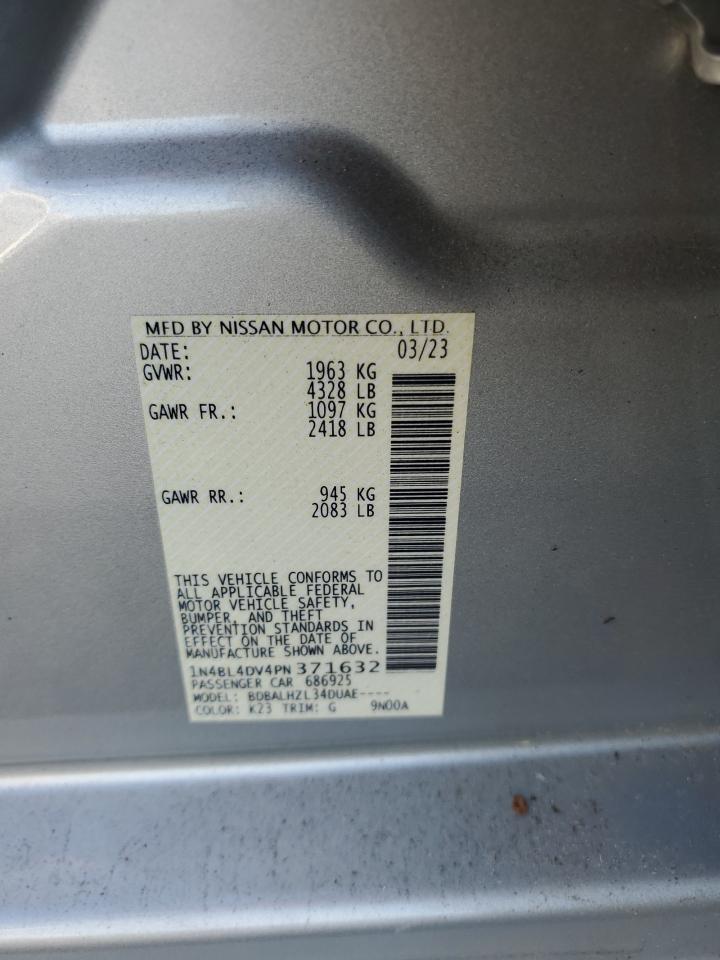 MFD BY NISSAN MOTOR CO., LTD.
DATE: 03/23
GVWR: 1963 KG
4328 LB
GAWR FR.: 1097 KG
2418 LB
GAWR RR.: 945 KG
2083 LB
THIS VEHICLE CONFORMS TO
ALL APPLICABLE FEDERAL
MOTOR VEHICLE SAFETY,
BUMPER, AND THEFT
PREVENTION STANDARDS IN
EFFECT ON THE DATE OF
MANUFACTURE SHOWN ABOVE.
1N4BL4DV4PN371632
PASSENGER CAR 686925
MODEL: BDBALHZL34DUAE----
COLOR: K23 TRIM: G 9N00A